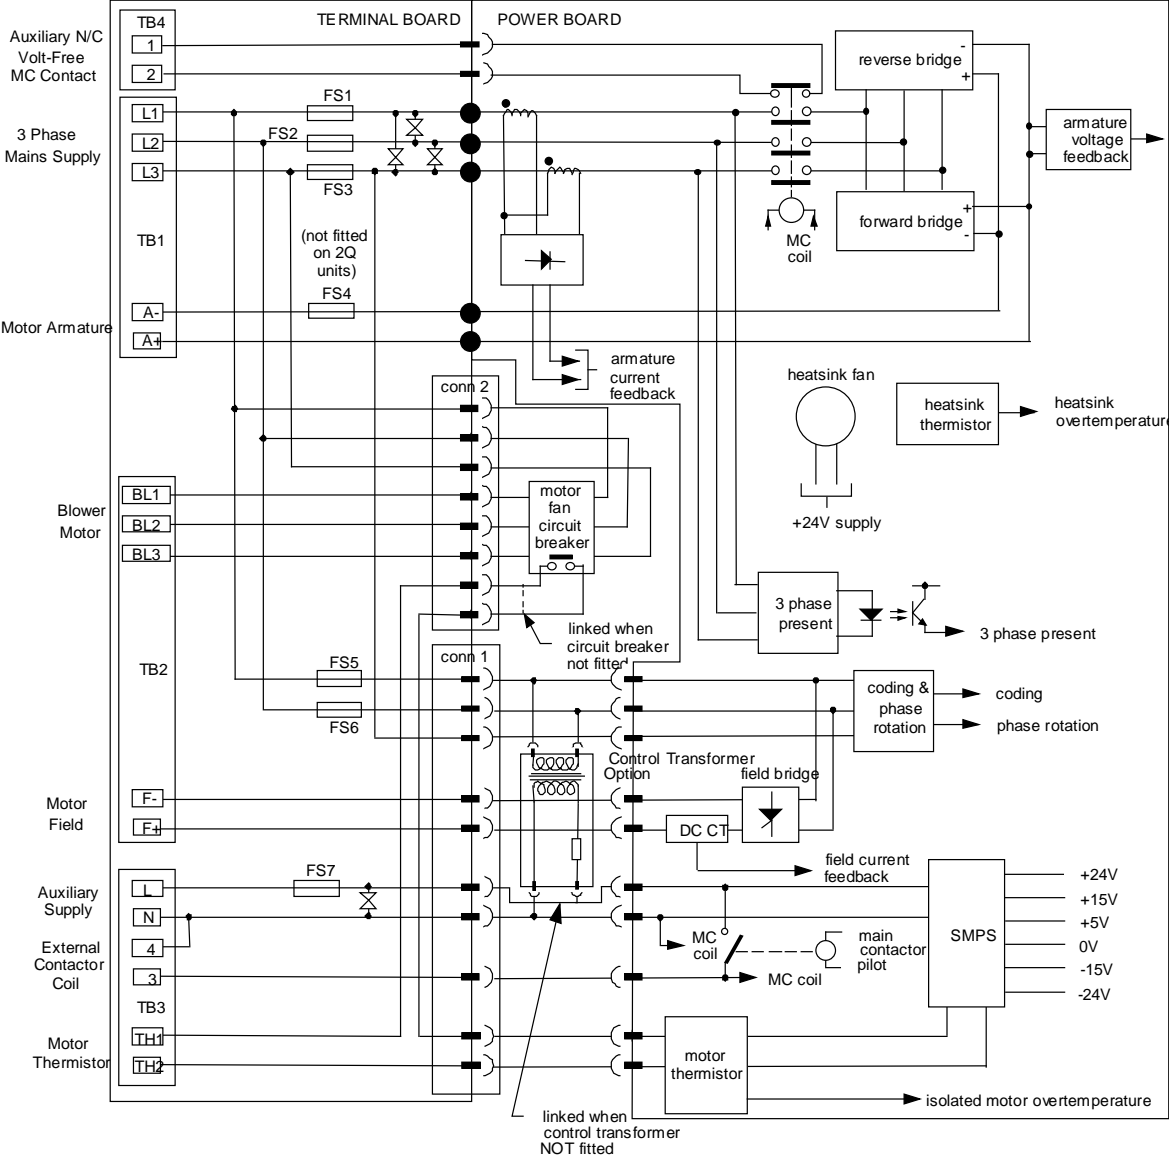 TERMINAL BOARD
POWER BOARD
TB4
Auxiliary N/C
Volt-Free
MC Contact
1
2
reverse bridge
-
+
L1
FS1
3 Phase
Mains Supply
L2
FS2
L3
FS3
armature
voltage
feedback
TB1
(not fitted
on 2Q
units)
MC
coil
forward bridge
+
-
FS4
A-
Motor Armature
A+
armature
current
feedback
conn 2
heatsink fan
heatsink
thermistor
heatsink
overtemperature
+24V supply
BL1
Blower
Motor
BL2
BL3
motor
fan
circuit
breaker
3 phase
present
3 phase present
linked when
circuit breaker
not fitted
TB2
conn 1
FS5
FS6
coding &
phase
rotation
coding
phase rotation
Control Transformer
Option
field bridge
Motor
Field
F-
F+
DC CT
field current
feedback
FS7
Auxiliary
Supply
L
N
External
Contactor
Coil
4
3
TB3
MC
coil
MC coil
main
contactor
pilot
SMPS
+24V
+15V
+5V
0V
-15V
-24V
Motor
Thermistor
TH1
TH2
motor
thermistor
isolated motor overtemperature
linked when
control transformer
NOT fitted